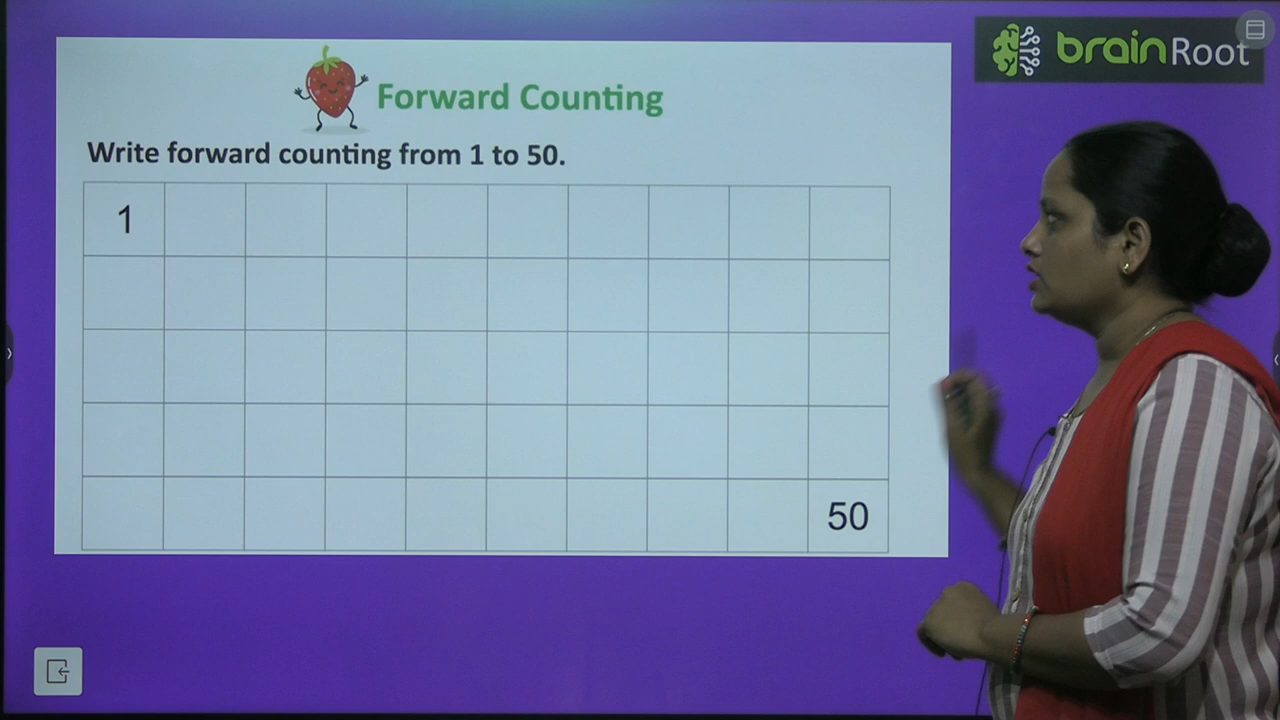 brainRoot
Forward Counting
Write forward counting from 1 to 50.
1
50